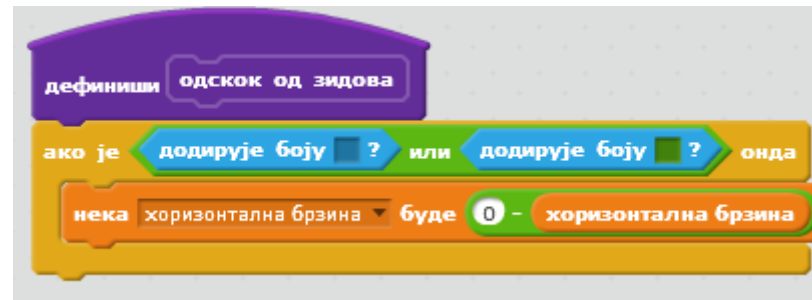 дефиниши одскок од зидова
ако је додирује боју ? или додирује боју ? онда
нека хоризонтална брзина буде 0 - хоризонтална брзина